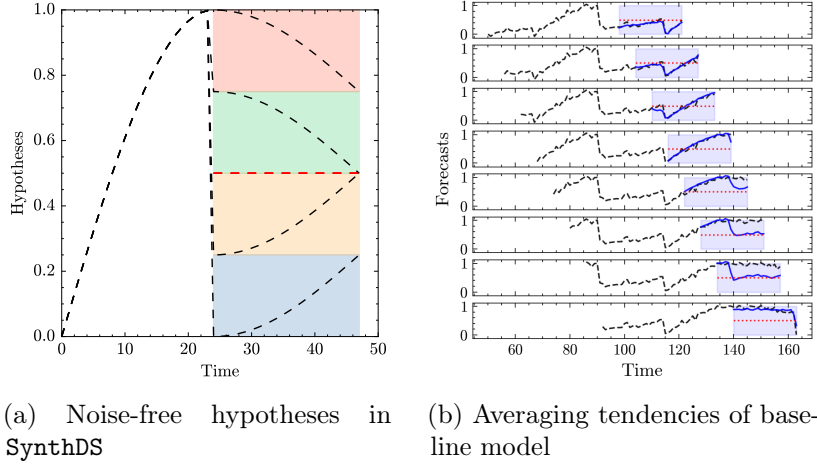 1.0
0.8
0.6
0.4
0.2
0.0
Hypotheses
0 10 20 30 40 50
Time
1
0
1
0
1
0
1
0
1
0
1
0
1
0
1
0
Forecasts
60 80 100 120 140 160
Time
(a) Noise-free hypotheses in
SynthDS
(b) Averaging tendencies of base-
line model